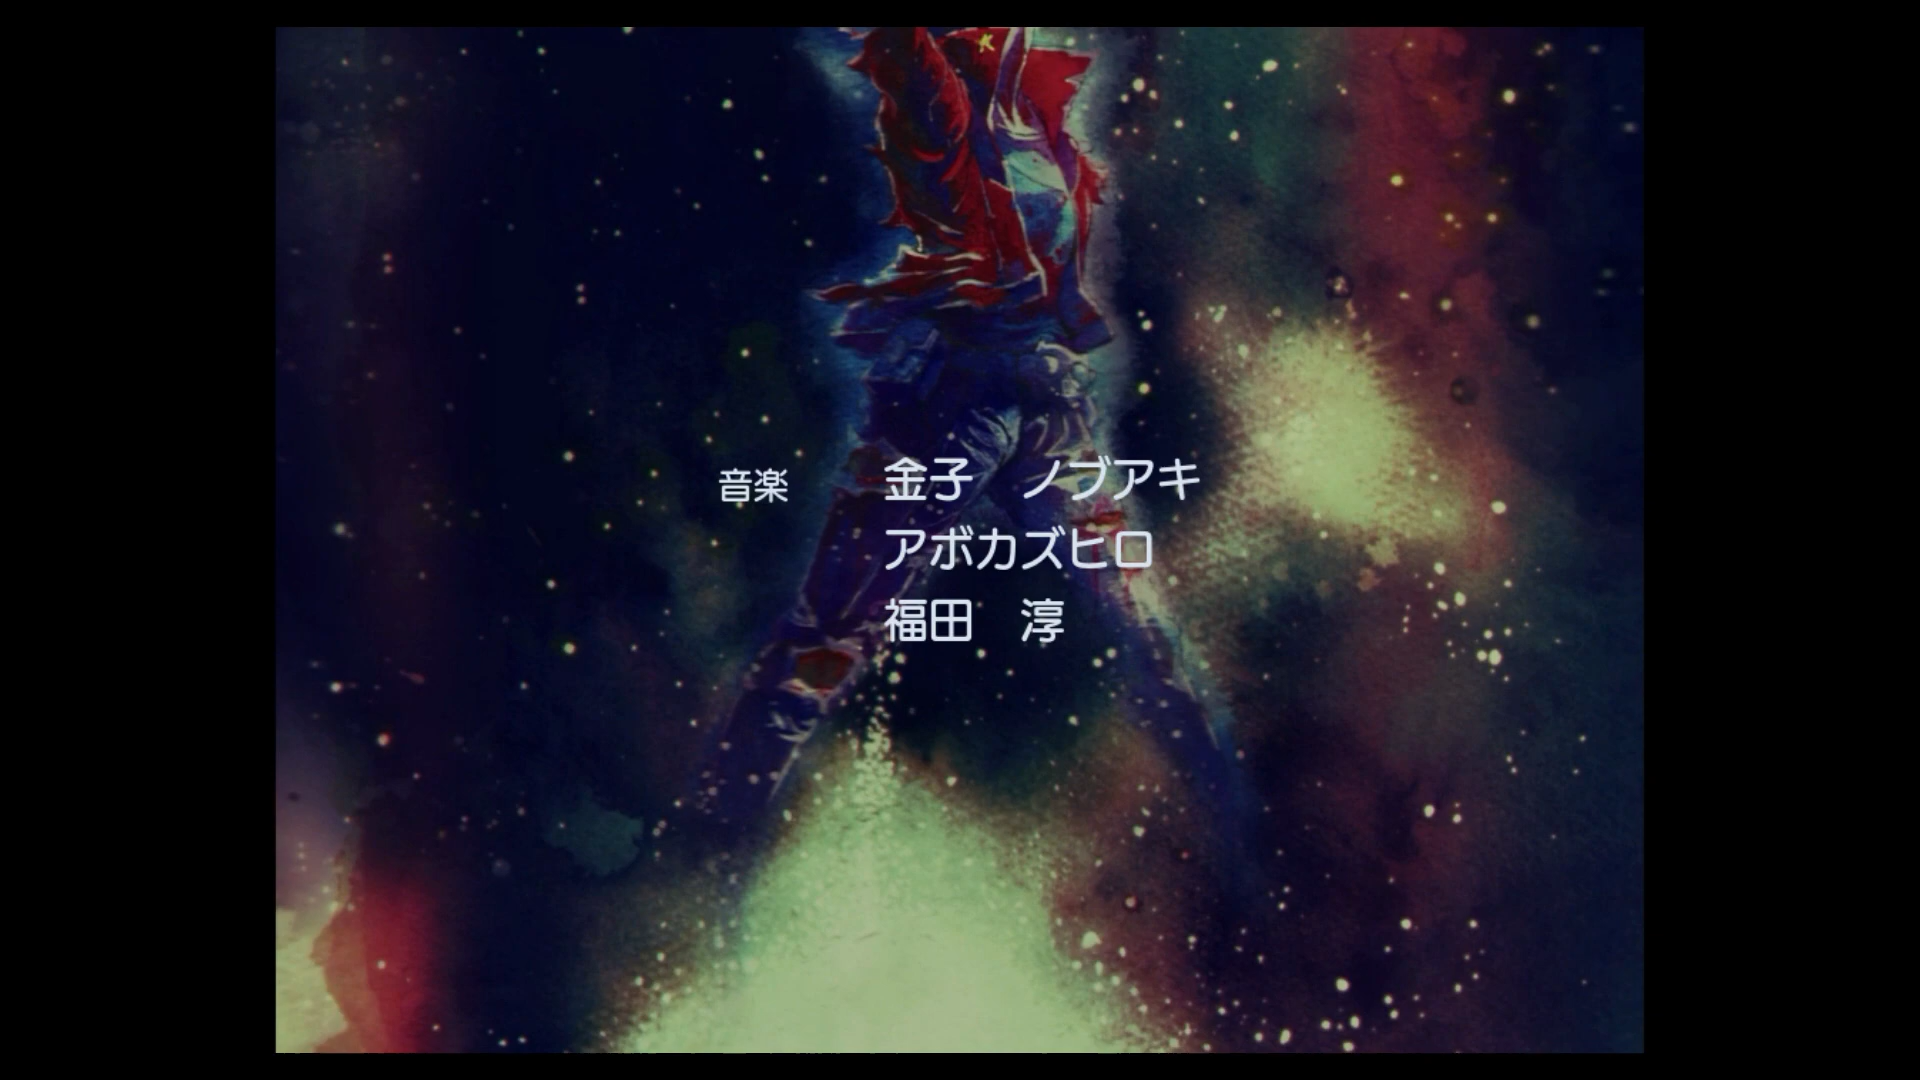 音楽 金子 ノブアキ
アボカズヒロ
福田 淳